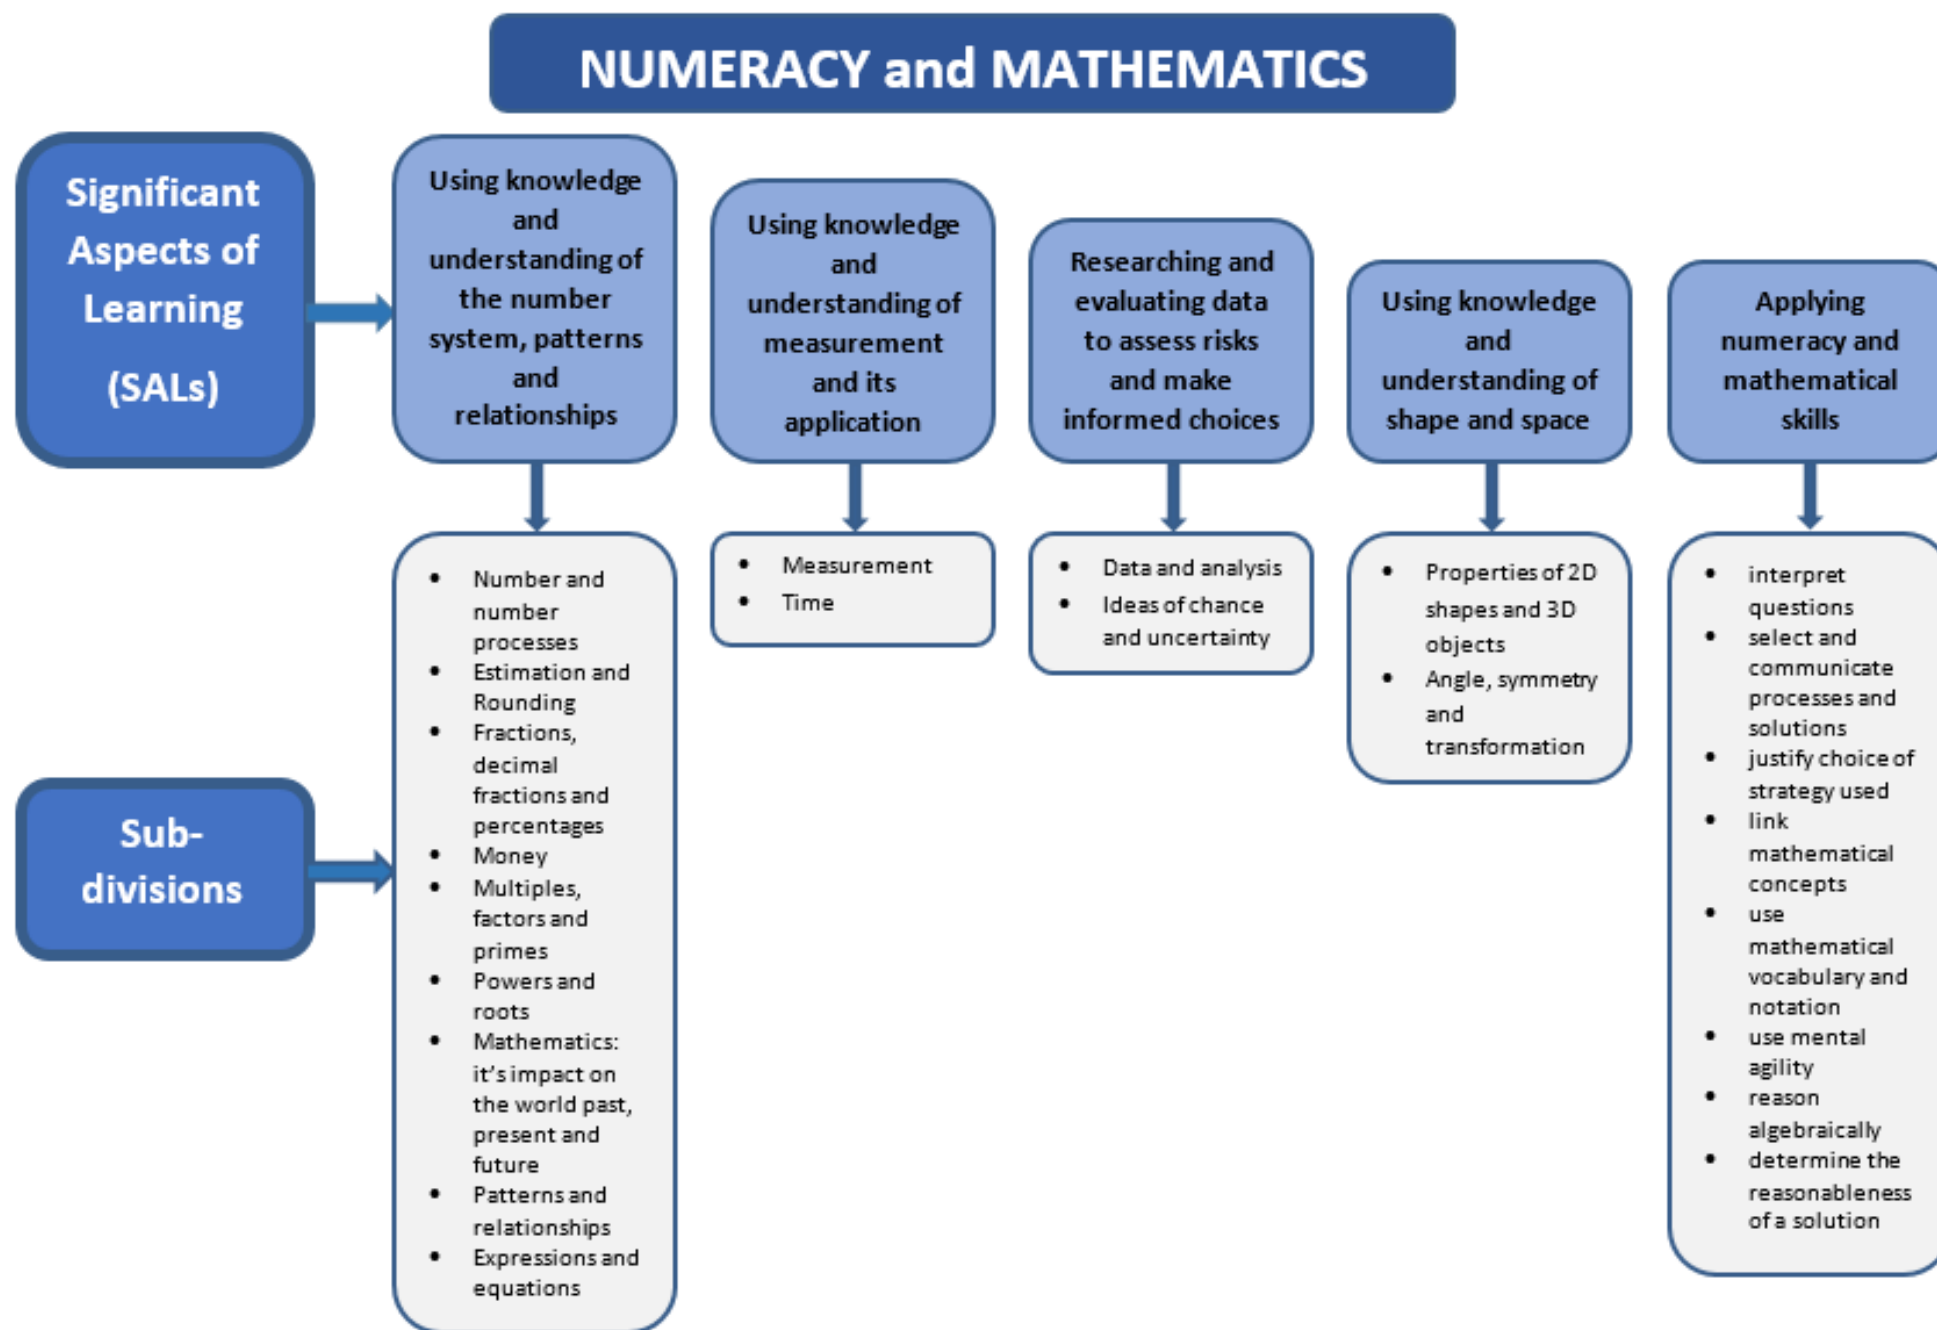 NUMERACY and MATHEMATICS
Significant
Aspects of
Learning
(SALs)
Using knowledge
and
understanding of
the number
system, patterns
and
relationships
Using knowledge
and
understanding of
measurement
and its
application
Researching and
evaluating data
to assess risks
and make
informed choices
Using knowledge
and
understanding of
shape and space
Applying
numeracy and
mathematical
skills
Sub-
divisions
• Number and
number
processes
• Estimation and
Rounding
• Fractions,
decimal
fractions and
percentages
• Money
• Multiples,
factors and
primes
• Powers and
roots
• Mathematics:
it's impact on
the world past,
present and
future
• Patterns and
relationships
• Expressions and
equations
• Measurement
• Time
• Data and analysis
• Ideas of chance
and uncertainty
• Properties of 2D
shapes and 3D
objects
• Angle, symmetry
and
transformation
• interpret
questions
• select and
communicate
processes and
solutions
• justify choice of
strategy used
• link
mathematical
concepts
• use
mathematical
vocabulary and
notation
• use mental
agility
• reason
algebraically
• determine the
reasonableness
of a solution